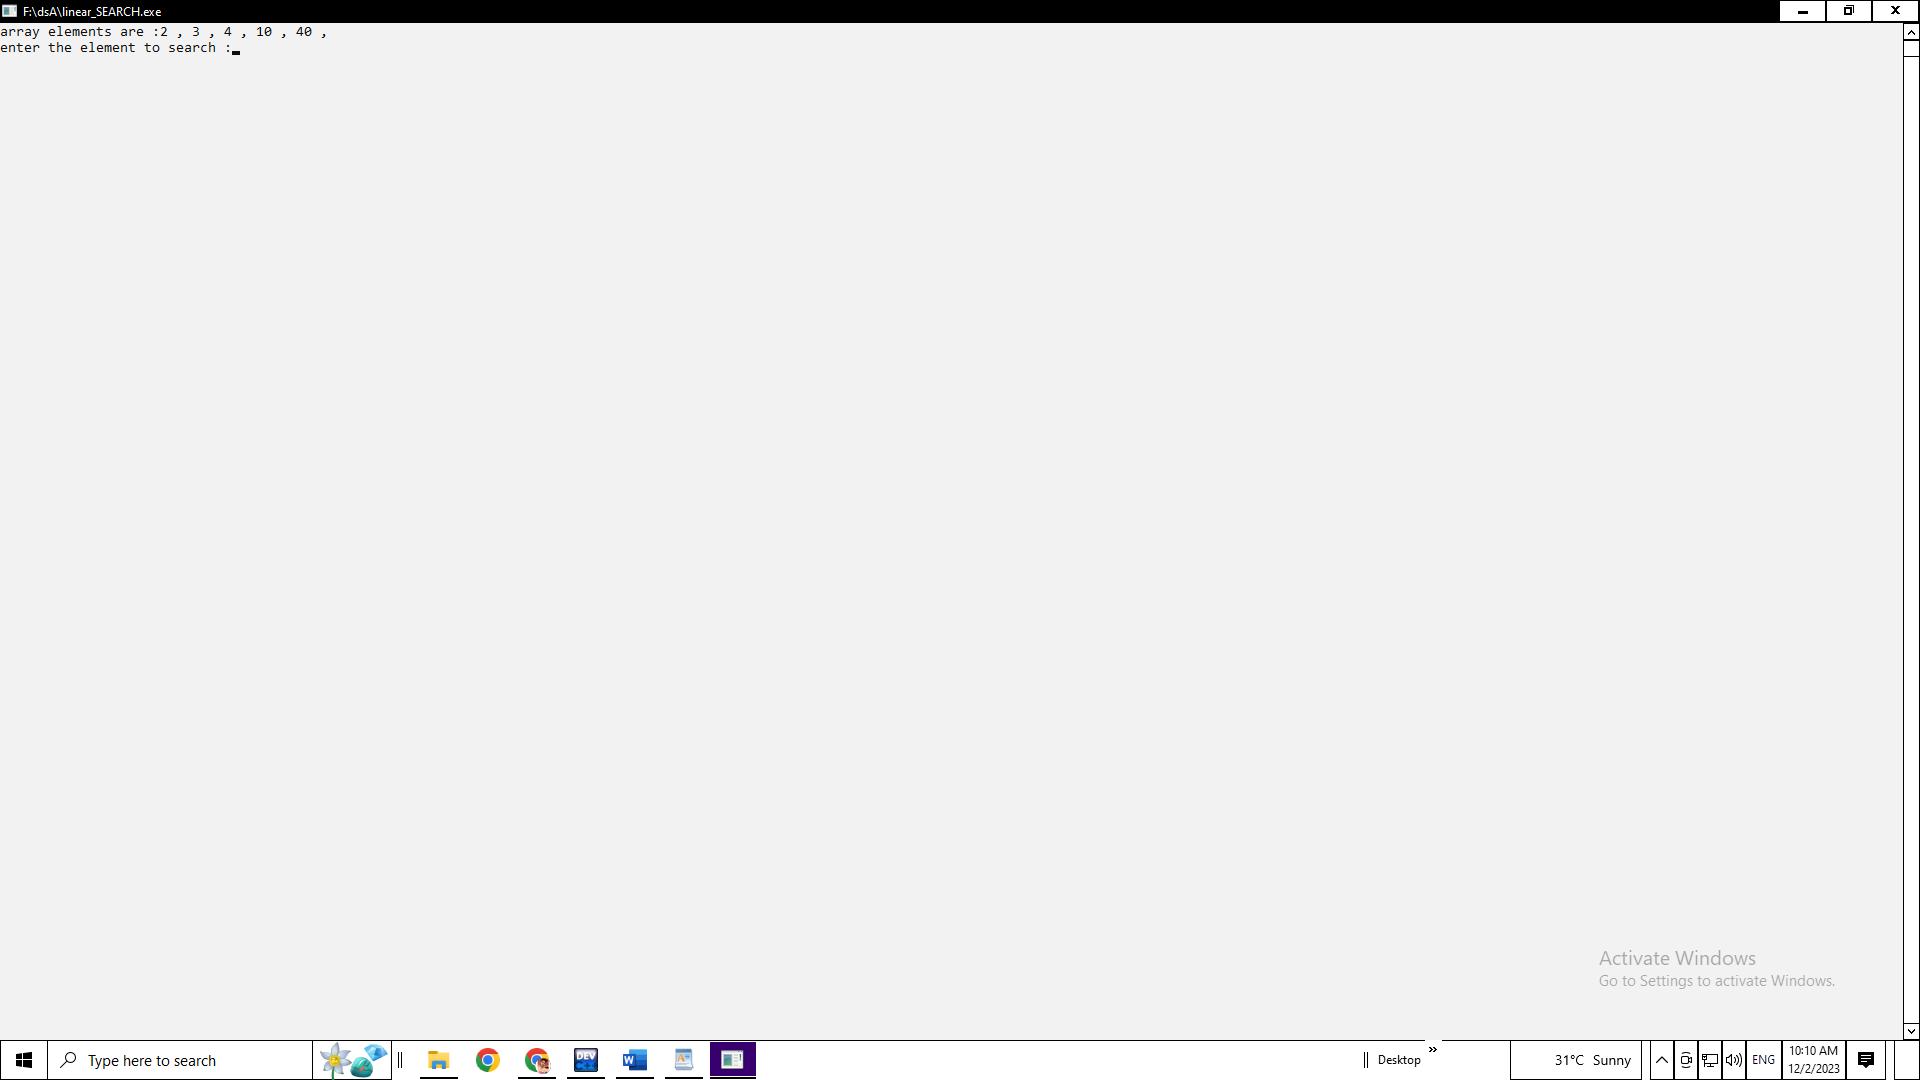 F:\dsA\linear_SEARCH.exe
array elements are :2 , 3 , 4 , 10 , 40 ,
enter the element to search :
Activate Windows
Go to Settings to activate Windows.
Type here to search
DEV
W
A
Desktop
»
31°C Sunny
ENG
10:10 AM
12/2/2023